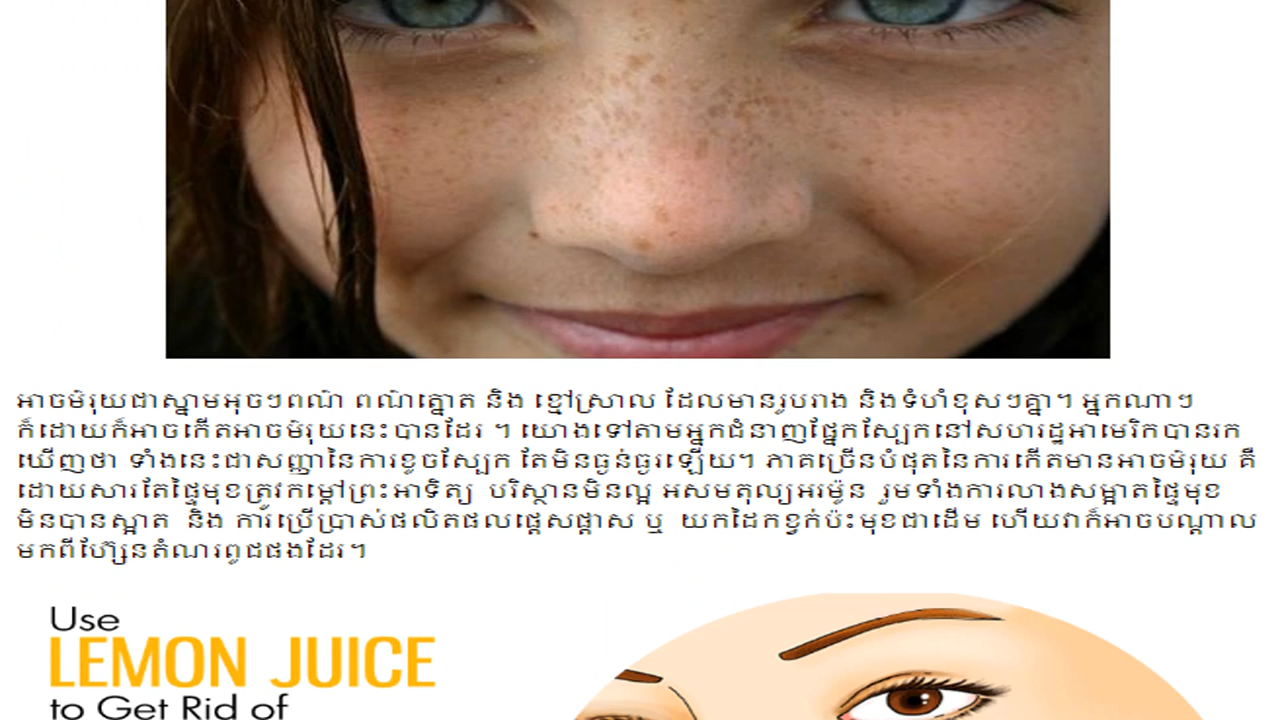 អាចម៍រុយជាស្នាមអុចៗពណ៌ ពណ៌ត្នោត និង ខ្មៅស្រាល ដែលមានរូបរាង និងទំហំខុសៗគ្នា។ អ្នកណាៗ
ក៏ដោយក៏អាចកើតអាចម៍រុយនេះបានដែរ ។ យោងទៅតាមអ្នកជំនាញផ្នែកស្បែកនៅសហរដ្ឋអាមេរិកបានរក
ឃើញថា ទាំងនេះជាសញ្ញានៃការខូចស្បែក តែមិនធ្ងន់ធ្ងរឡើយ។ ភាគច្រើនបំផុតនៃការកើតមានអាចម៍រុយ គឺ
ដោយសារតែផ្ទៃមុខត្រូវកម្តៅព្រះអាទិត្យ បរិស្ថានមិនល្អ អសមតុល្យអរម៉ូន រួមទាំងការលាងសម្អាតផ្ទៃមុខ
មិនបានស្អាត និង ការប្រើប្រាស់ផលិតផលផ្តេសផ្តាស ឬ យកដៃកខ្វក់ប៉ះមុខជាដើម ហើយវាក៏អាចបណ្តាល
មកពីហ្សែនតំណរពូជផងដែរ។
Use
LEMON JUICE
to Get Rid of